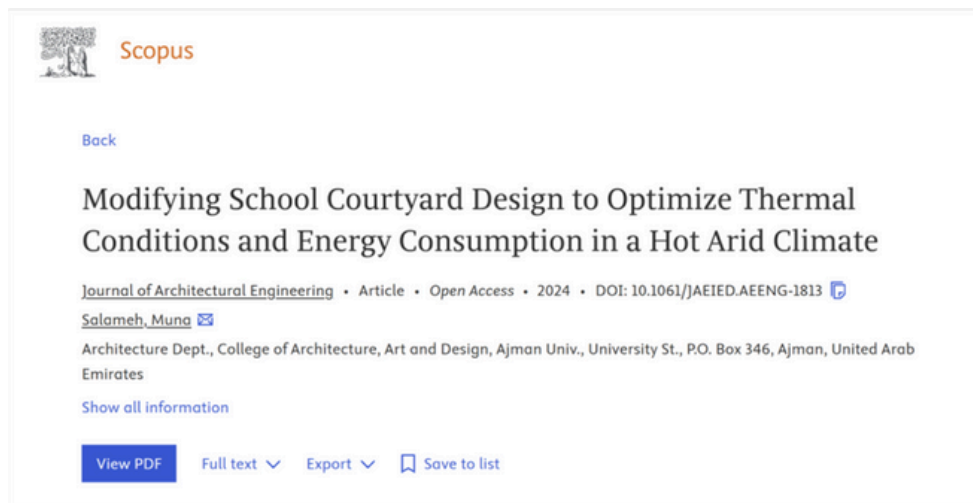 Scopus
Back
Modifying School Courtyard Design to Optimize Thermal
Conditions and Energy Consumption in a Hot Arid Climate
Journal of Architectural Engineering • Article • Open Access • 2024 • DOI: 10.1061/JAEIED.AEENG-1813
Salameh, Muna
Architecture Dept., College of Architecture, Art and Design, Ajman Univ., University St., P.O. Box 346, Ajman, United Arab
Emirates
Show all information
View PDF Full text Export Save to list